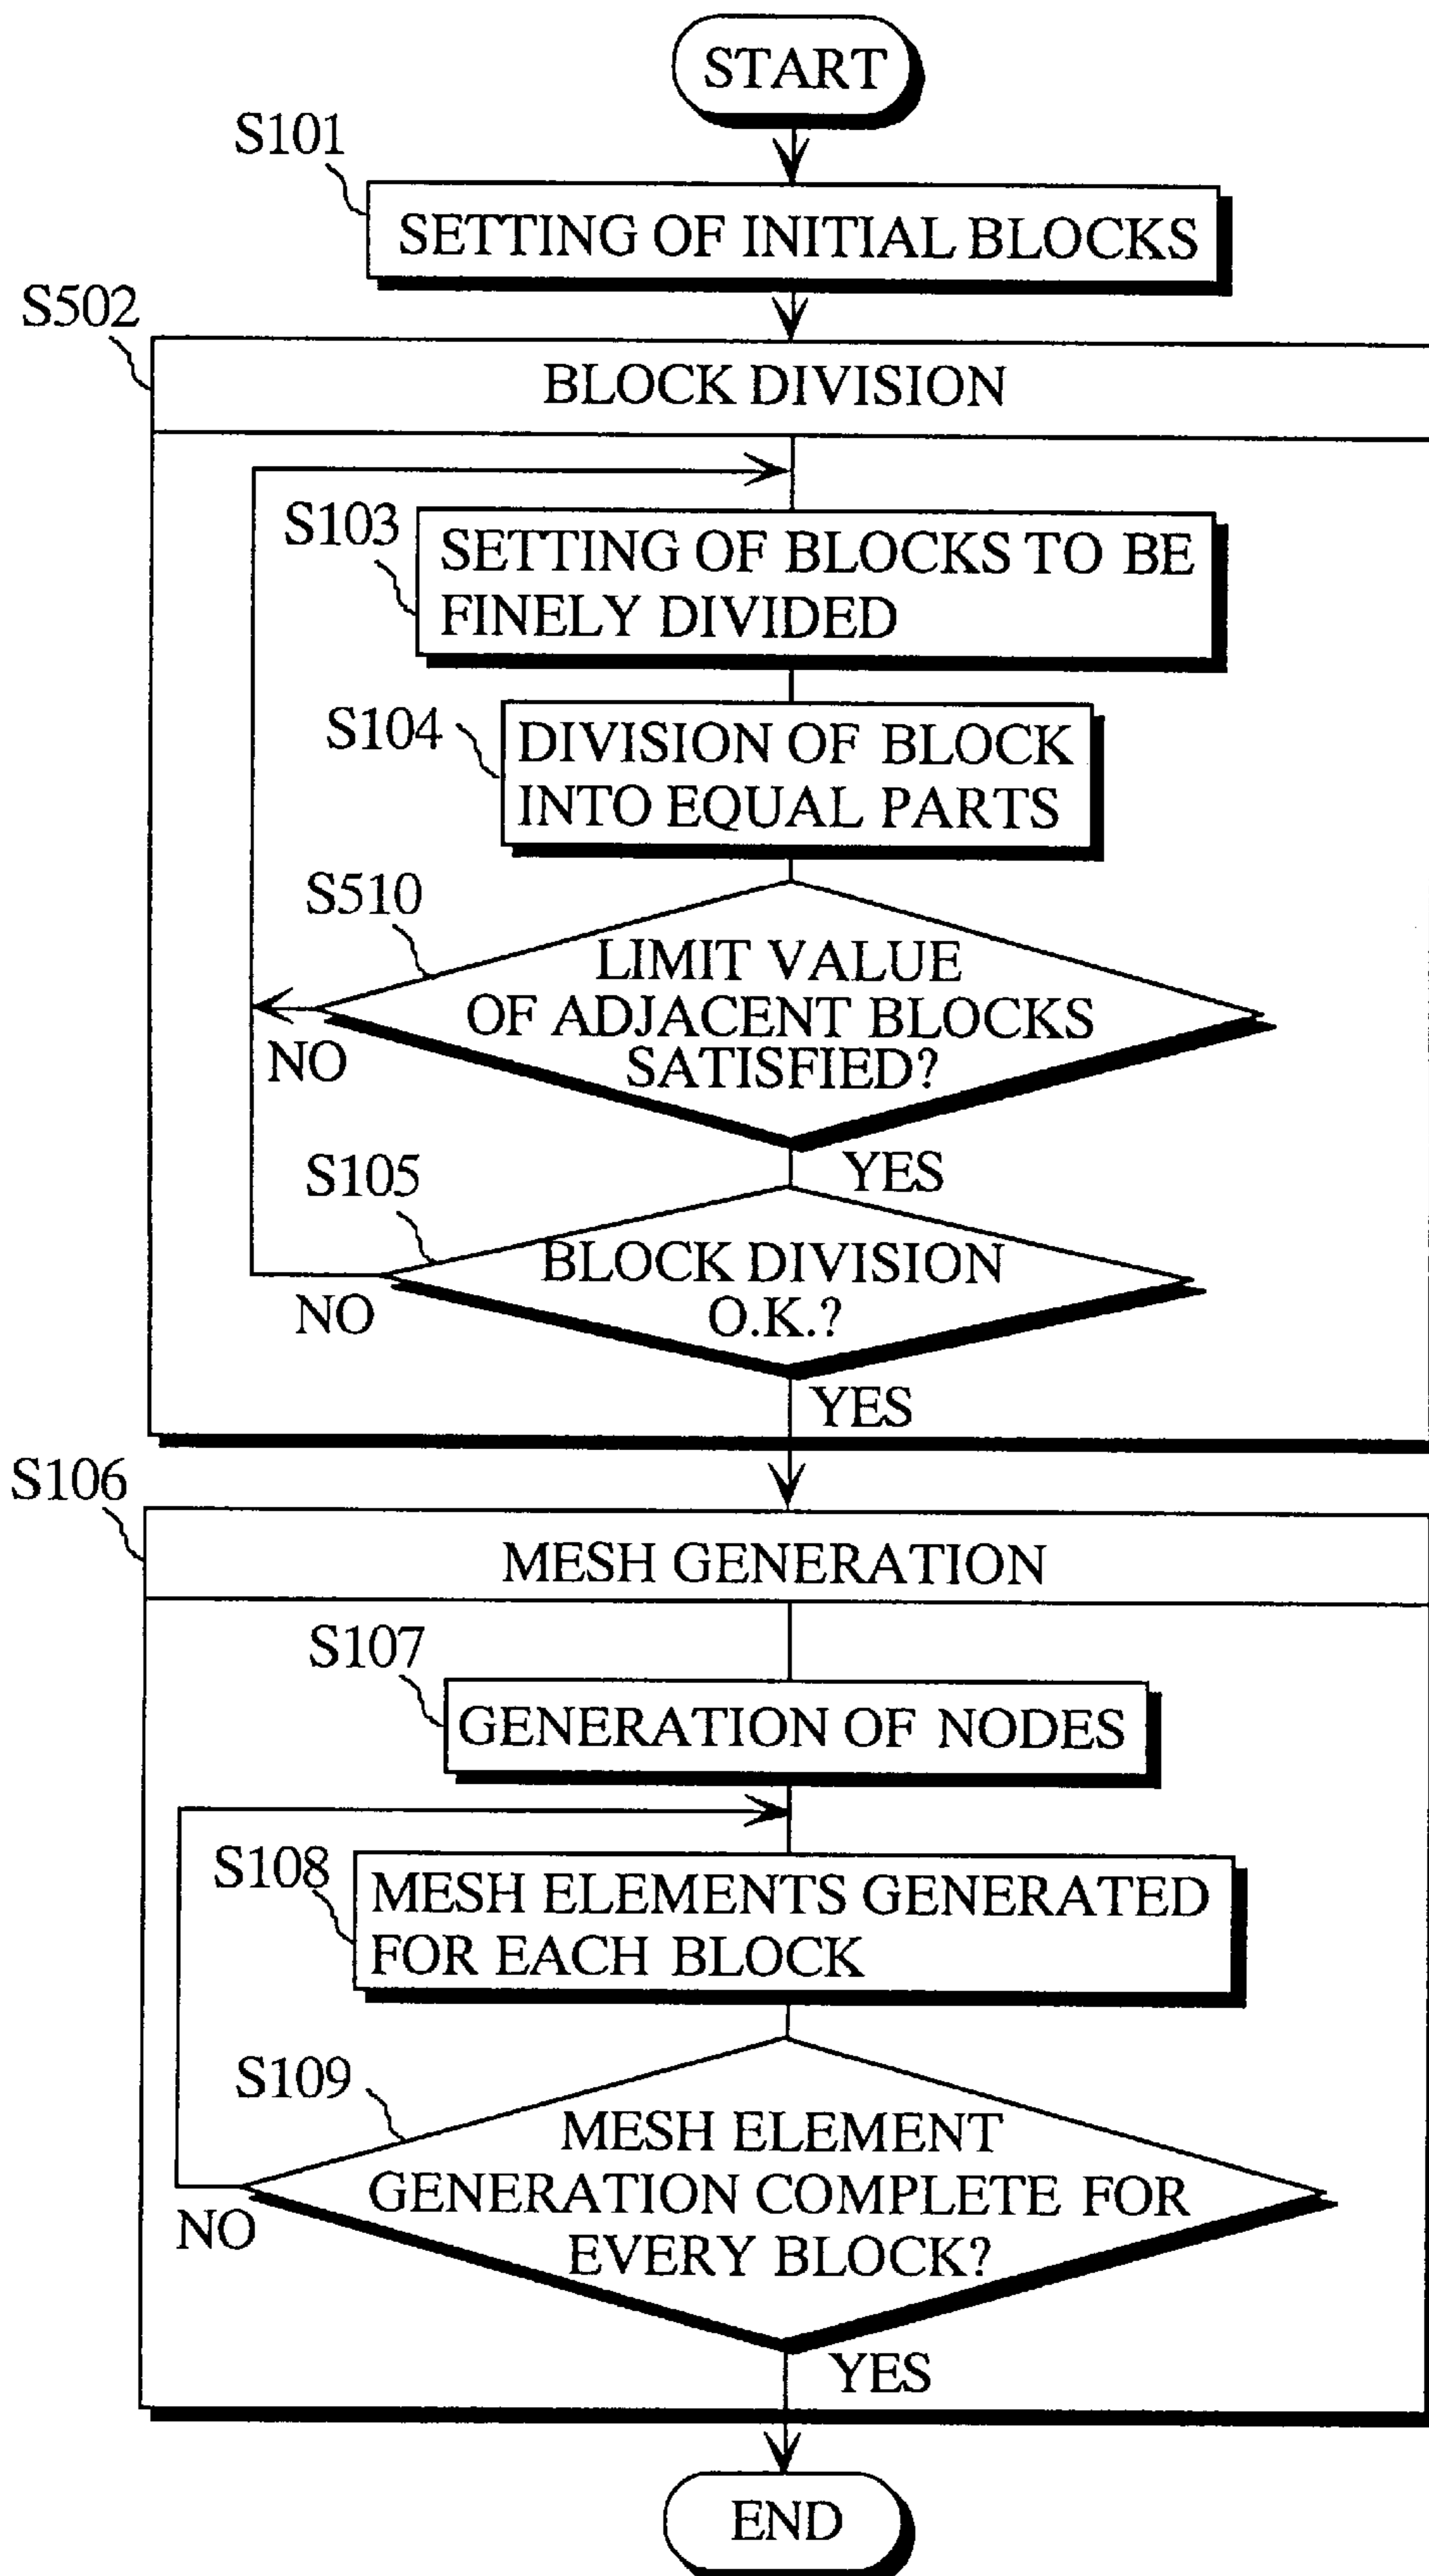 START
S101
SETTING OF INITIAL BLOCKS
S502
BLOCK DIVISION
S103
SETTING OF BLOCKS TO BE
FINELY DIVIDED
S104
DIVISION OF BLOCK
INTO EQUAL PARTS
S510
LIMIT VALUE
OF ADJACENT BLOCKS
SATISFIED?
NO
YES
S105
BLOCK DIVISION
O.K.?
NO
YES
S106
MESH GENERATION
S107
GENERATION OF NODES
S108
MESH ELEMENTS GENERATED
FOR EACH BLOCK
S109
MESH ELEMENT
GENERATION COMPLETE FOR
EVERY BLOCK?
NO
YES
END